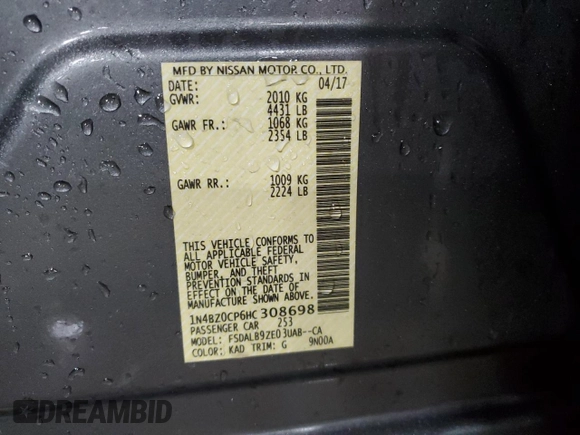 MFD BY NISSAN MOTOR CO., LTD.
DATE: 04/17
GVWR: 2010 KG
4431 LB
GAWR FR.: 1068 KG
2354 LB
GAWR RR.: 1009 KG
2224 LB
THIS VEHICLE CONFORMS TO
ALL APPLICABLE FEDERAL
MOTOR VEHICLE SAFETY,
BUMPER, AND THEFT
PREVENTION STANDARDS IN
EFFECT ON THE DATE OF
MANUFACTURE SHOWN ABOVE.
1N4BZ0CP6HC308698
PASSENGER CAR 253
MODEL: FSDALB9ZE03UAB--CA
COLOR: KAD TRIM: G 9N00A
DREAMBID